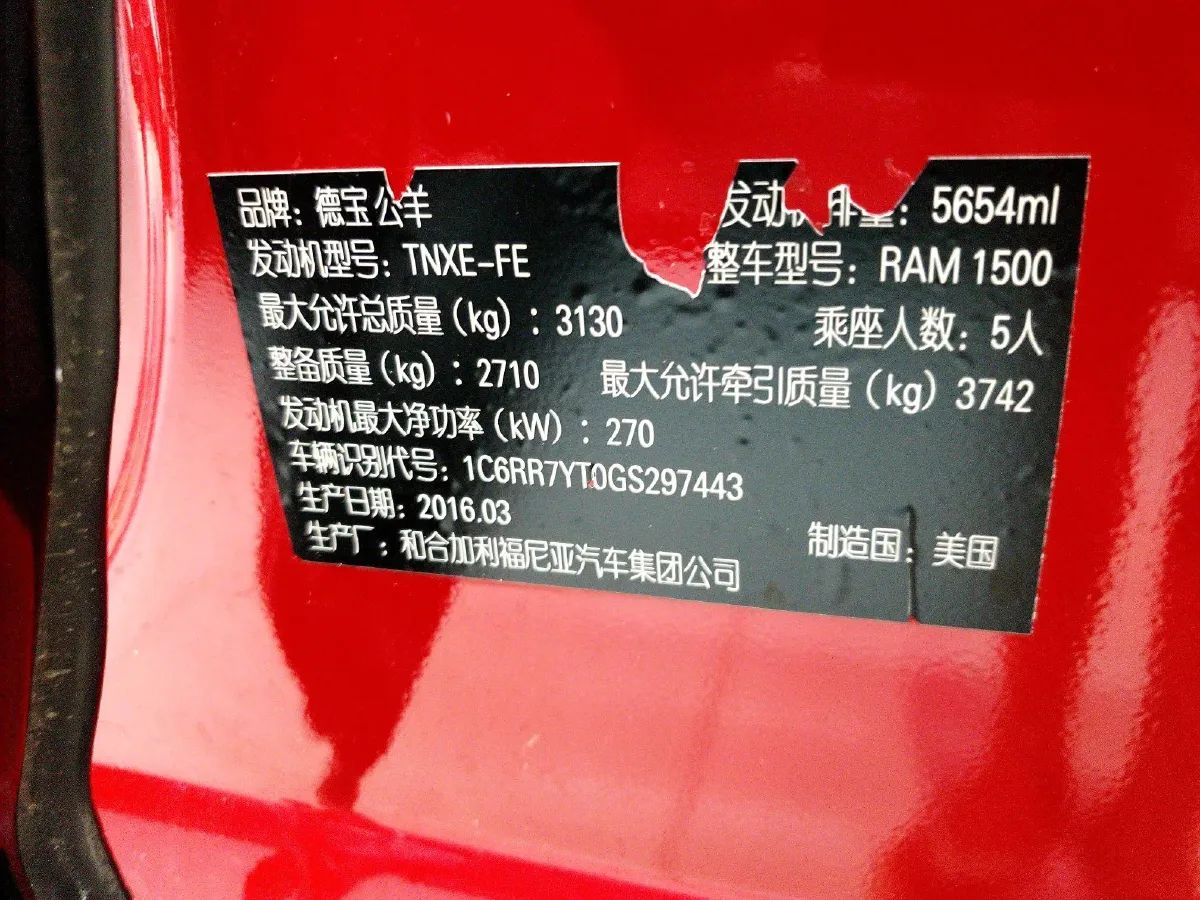 品牌：德宝公羊 发动机排量：5654ml
发动机型号：TNXE-FE 整车型号：RAM 1500
最大允许总质量（kg）：3130 乘座人数：5人
整备质量（kg）：2710 最大允许牵引质量（kg）3742
发动机最大净功率（kW）：270
车辆识别代号：1C6RR7YT0GS297443
生产日期：2016.03 制造国：美国
生产厂：和合加利福尼亚汽车集团公司